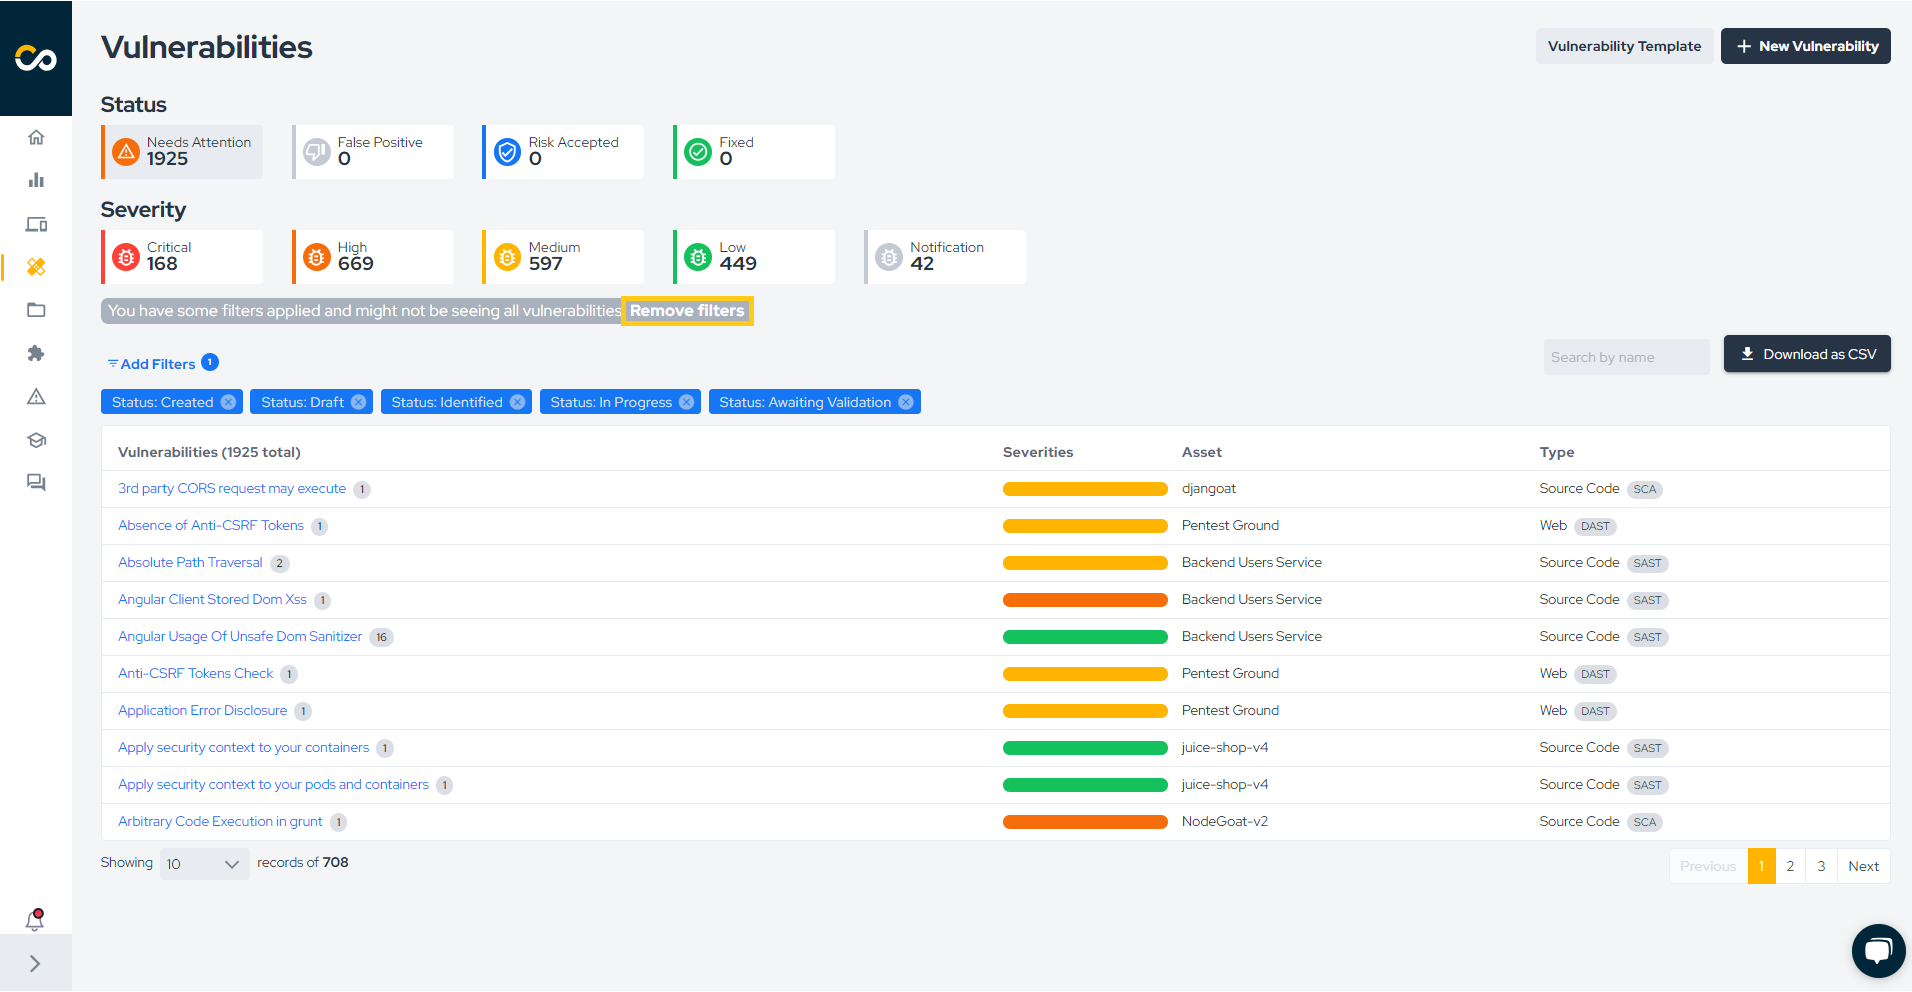 Vulnerabilities
Vulnerability Template
New Vulnerability
Status
Needs Attention
1925
False Positive
0
Risk Accepted
0
Fixed
0
Severity
Critical
168
High
669
Medium
597
Low
449
Notification
42
You have some filters applied and might not be seeing all vulnerabilities Remove filters
Add Filters 1
Search by name
Download as CSV
Status: Created
Status: Draft
Status: Identified
Status: In Progress
Status: Awaiting Validation
Vulnerabilities (1925 total) Severities Asset Type
3rd party CORS request may execute 1 djangoat Source Code SCA
Absence of Anti-CSRF Tokens 1 Pentest Ground Web DAST
Absolute Path Traversal 2 Backend Users Service Source Code SAST
Angular Client Stored Dom Xss 1 Backend Users Service Source Code SAST
Angular Usage Of Unsafe Dom Sanitizer 16 Backend Users Service Source Code SAST
Anti-CSRF Tokens Check 1 Pentest Ground Web DAST
Application Error Disclosure 1 Pentest Ground Web DAST
Apply security context to your containers 1 juice-shop-v4 Source Code SAST
Apply security context to your pods and containers 1 juice-shop-v4 Source Code SAST
Arbitrary Code Execution in grunt 1 NodeGoat-v2 Source Code SCA
Showing 10 records of 708
Previous 1 2 3 Next